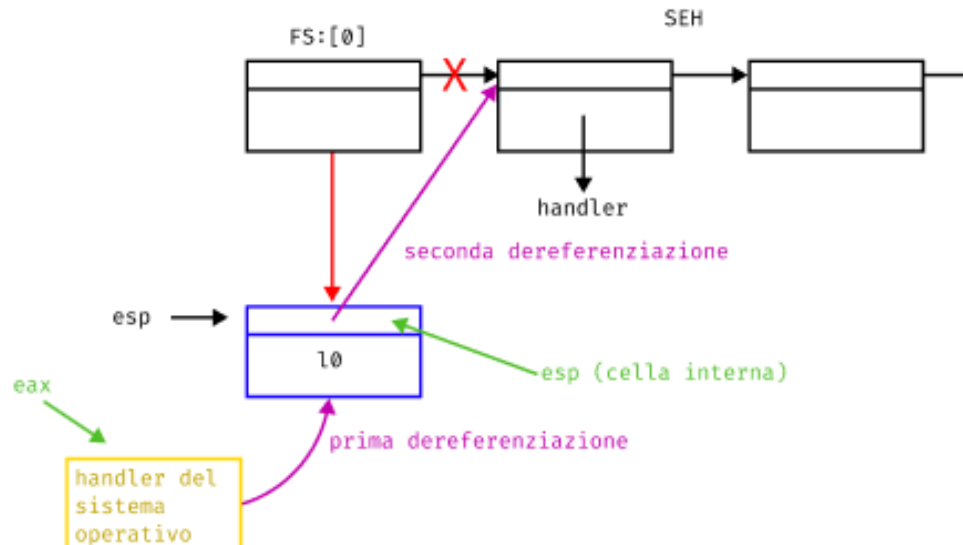 SEH
FS:[0]
handler
seconda dereferenziazione
esp
l0
esp (cella interna)
eax
prima dereferenziazione
handler del
sistema
operativo